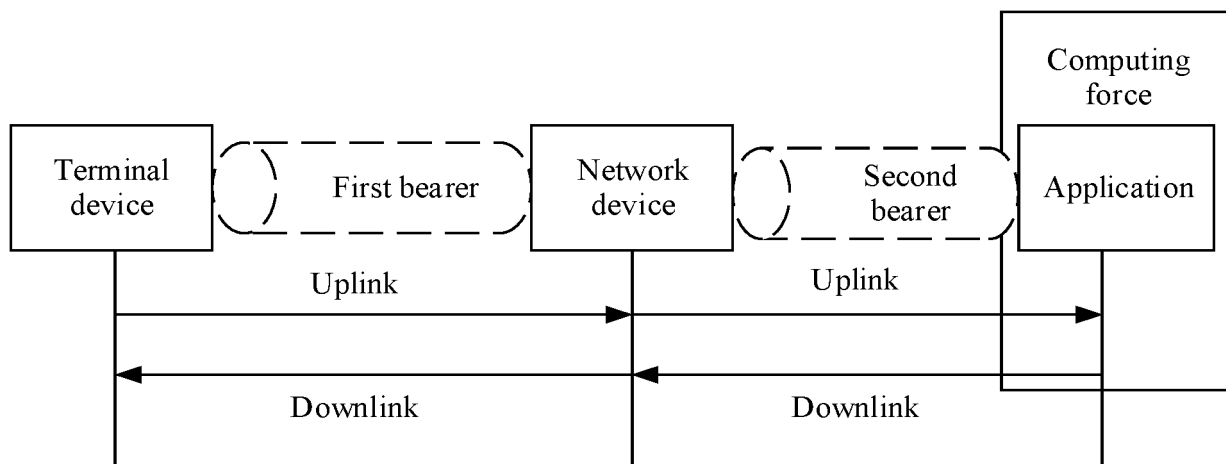 Computing
force
Terminal
device
First bearer
Network
device
Second
bearer
Application
Uplink
Uplink
Downlink
Downlink